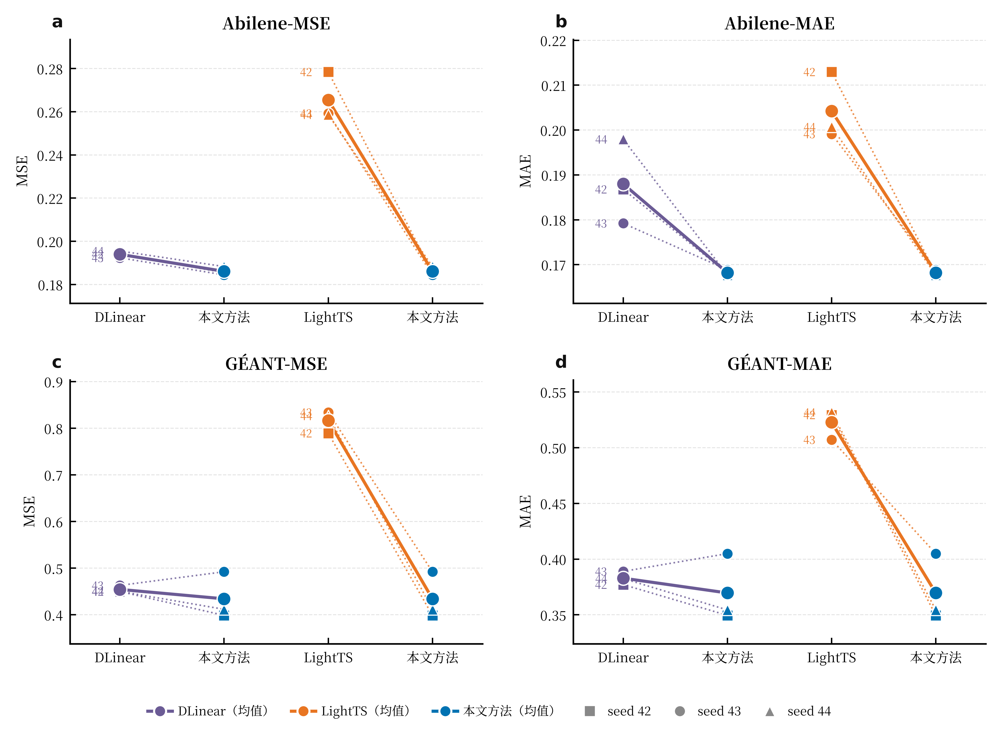 a
Abilene-MSE
MSE
0.28
0.26
0.24
0.22
0.20
0.18
42
43
44
44
43
DLinear
本文方法
LightTS
本文方法
b
Abilene-MAE
MAE
0.22
0.21
0.20
0.19
0.18
0.17
44
42
43
42
44
43
DLinear
本文方法
LightTS
本文方法
c
GÉANT-MSE
MSE
0.9
0.8
0.7
0.6
0.5
0.4
43
44
42
43
42
DLinear
本文方法
LightTS
本文方法
d
GÉANT-MAE
MAE
0.55
0.50
0.45
0.40
0.35
44
42
43
43
44
42
DLinear
本文方法
LightTS
本文方法
DLinear（均值）
LightTS（均值）
本文方法（均值）
seed 42
seed 43
seed 44